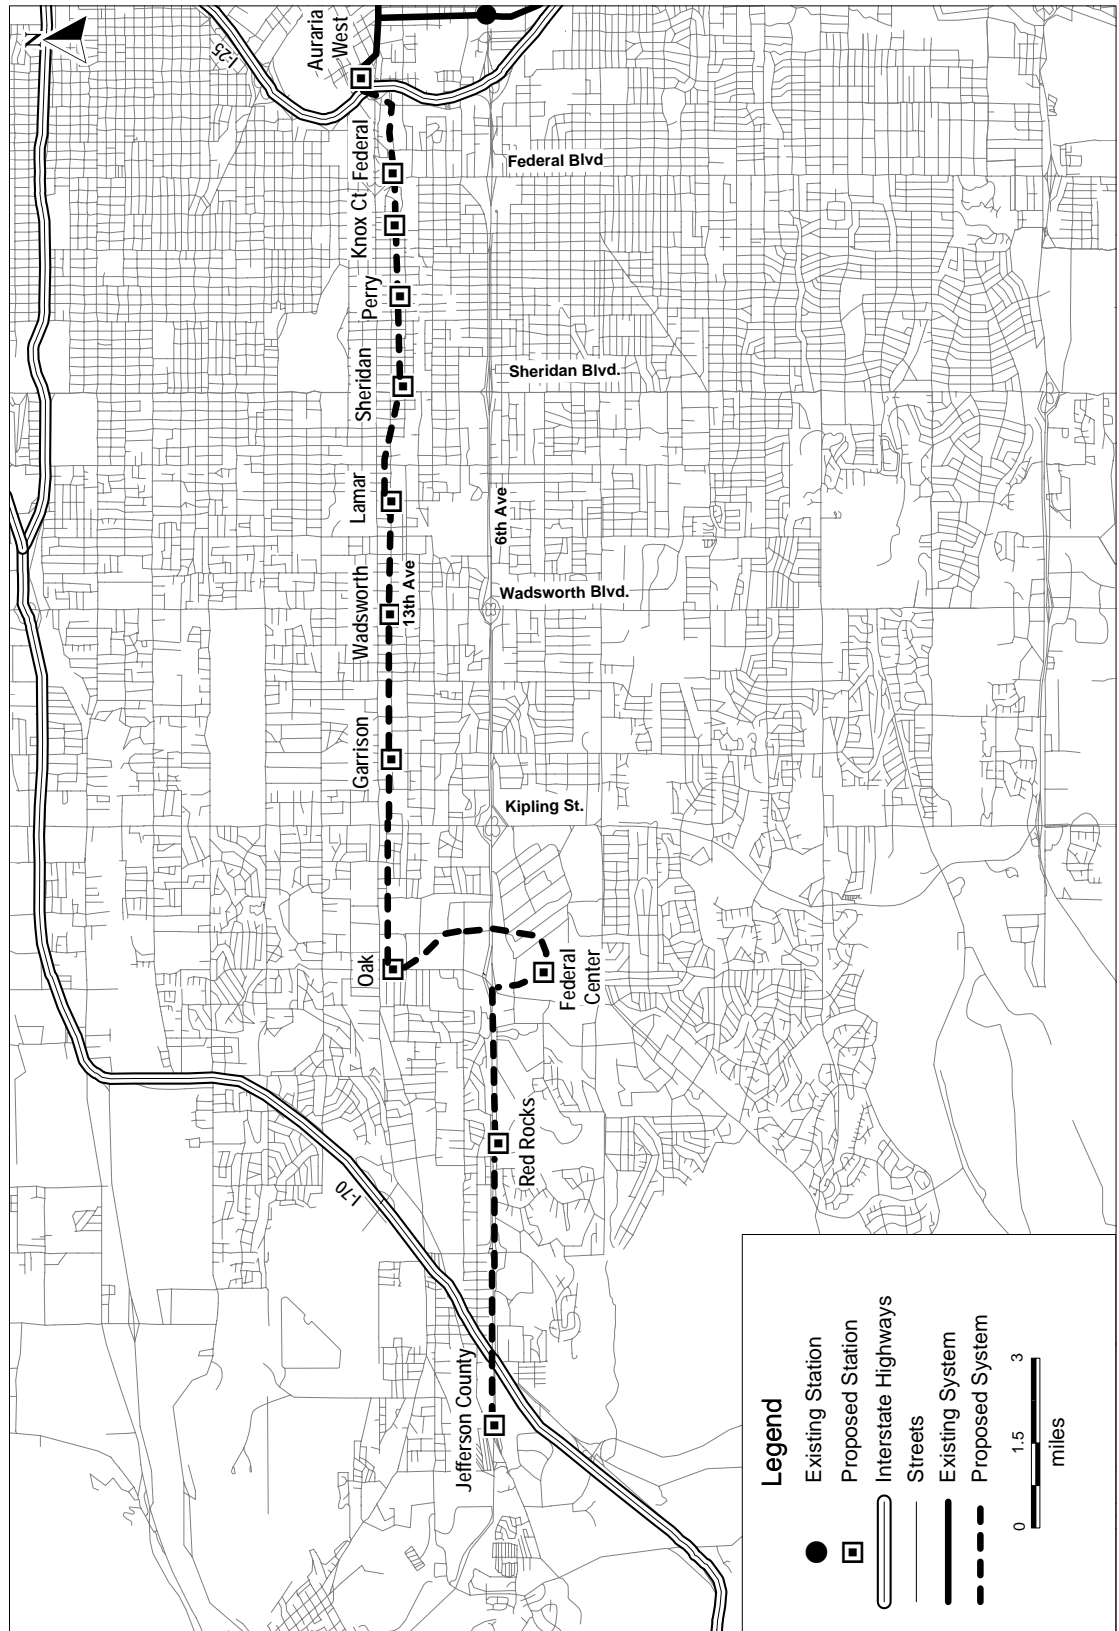 N
I-25
Auraria
West
Federal
Knox Ct.
Perry
Sheridan
Lamar
Wadsworth
Garrison
Oak
Federal
Center
Red Rocks
Jefferson County
Federal Blvd
Sheridan Blvd.
6th Ave
13th Ave
Wadsworth Blvd.
Kipling St.
I-70
Legend
Existing Station
Proposed Station
Interstate Highways
Streets
Existing System
Proposed System
0 1.5 3
miles